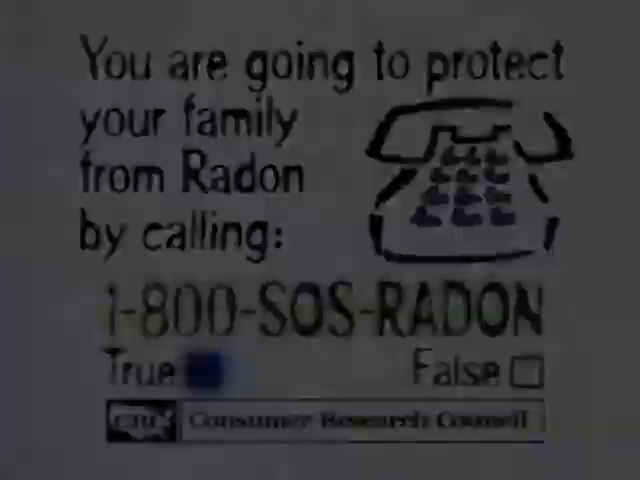 You are going to protect
your family
from Radon
by calling:
1-800-SOS-RADON
True
False
Consumer Research Council